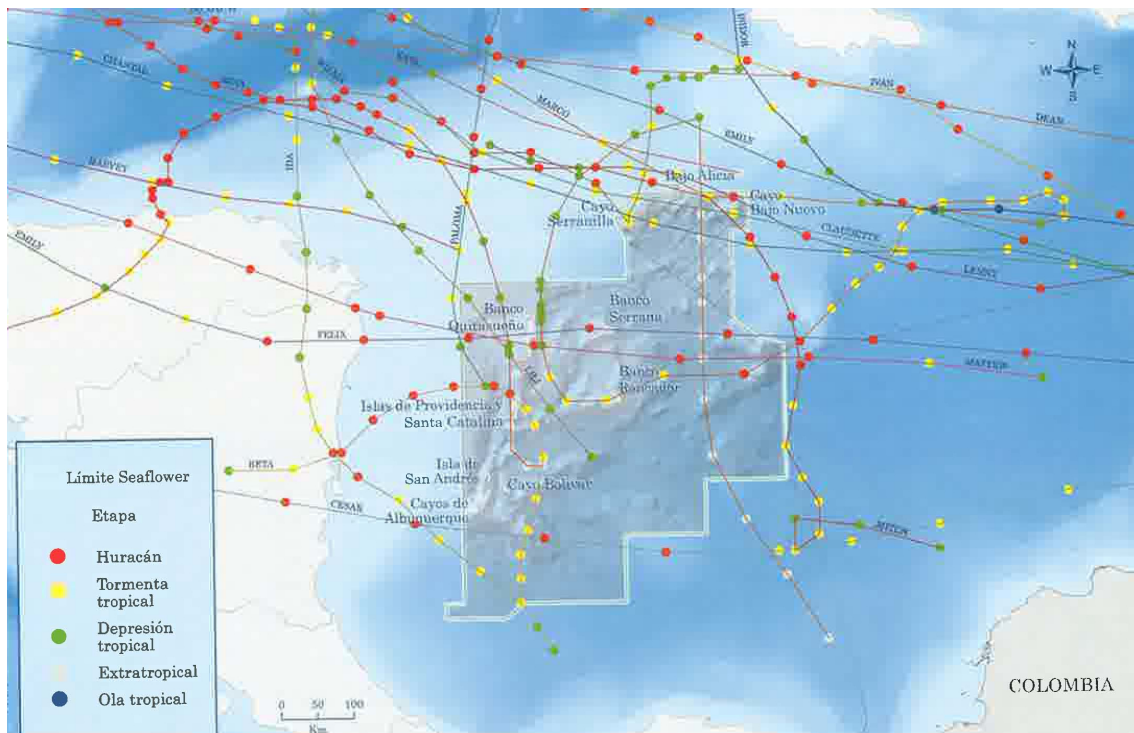 CHANTAL
KYLE
MARCO
IVAN
DEAN
EMILY
N
W
E
S
HARVEY
IDA
PALOMA
Bajo Alicia
Cayo
Serranilla
Cayo
Bajo Nuevo
CLAUDETTE
LENNY
EMILY
Banco
Quitasueño
Banco
Serrana
FELIX
MATTHEW
Banco
Roncador
Islas de Providencia y
Santa Catalina
Isla de
San Andrés
Cayo Bolívar
Cayos de
Albuquerque
BETA
CESAR
MITCH
Límite Seaflower
Etapa
Huracán
Tormenta
tropical
Depresión
tropical
Extratropical
Ola tropical
0 50 100
Km.
COLOMBIA